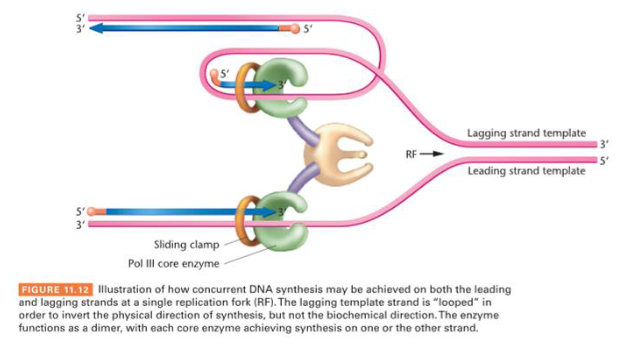 5'
3'
5'
5'
3'
Lagging strand template
3'
RF
5'
Leading strand template
5'
3'
3'
Sliding clamp
Pol III core enzyme
FIGURE 11.12 Illustration of how concurrent DNA synthesis may be achieved on both the leading
and lagging strands at a single replication fork (RF). The lagging template strand is "looped" in
order to invert the physical direction of synthesis, but not the biochemical direction. The enzyme
functions as a dimer, with each core enzyme achieving synthesis on one or the other strand.